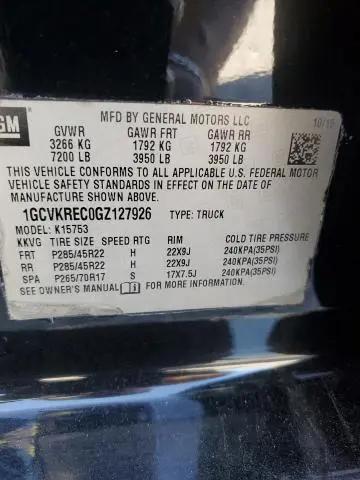 GM
MFD BY GENERAL MOTORS LLC 10/15
GVWR GAWR FRT GAWR RR
3266 KG 1792 KG 1792 KG
7200 LB 3950 LB 3950 LB
THIS VEHICLE CONFORMS TO ALL APPLICABLE U.S. FEDERAL MOTOR
VEHICLE SAFETY STANDARDS IN EFFECT ON THE DATE OF
MANUFACTURE SHOWN ABOVE.
1GCVKREC0GZ127926 TYPE: TRUCK
MODEL: K15753
KKVG TIRE SIZE SPEED RTG RIM COLD TIRE PRESSURE
FRT P285/45R22 H 22X9J 240KPA(35PSI)
RR P285/45R22 H 22X9J 240KPA(35PSI)
SPA P265/70R17 S 17X7.5J 240KPA(35PSI)
SEE OWNER'S MANUAL FOR MORE INFORMATION.